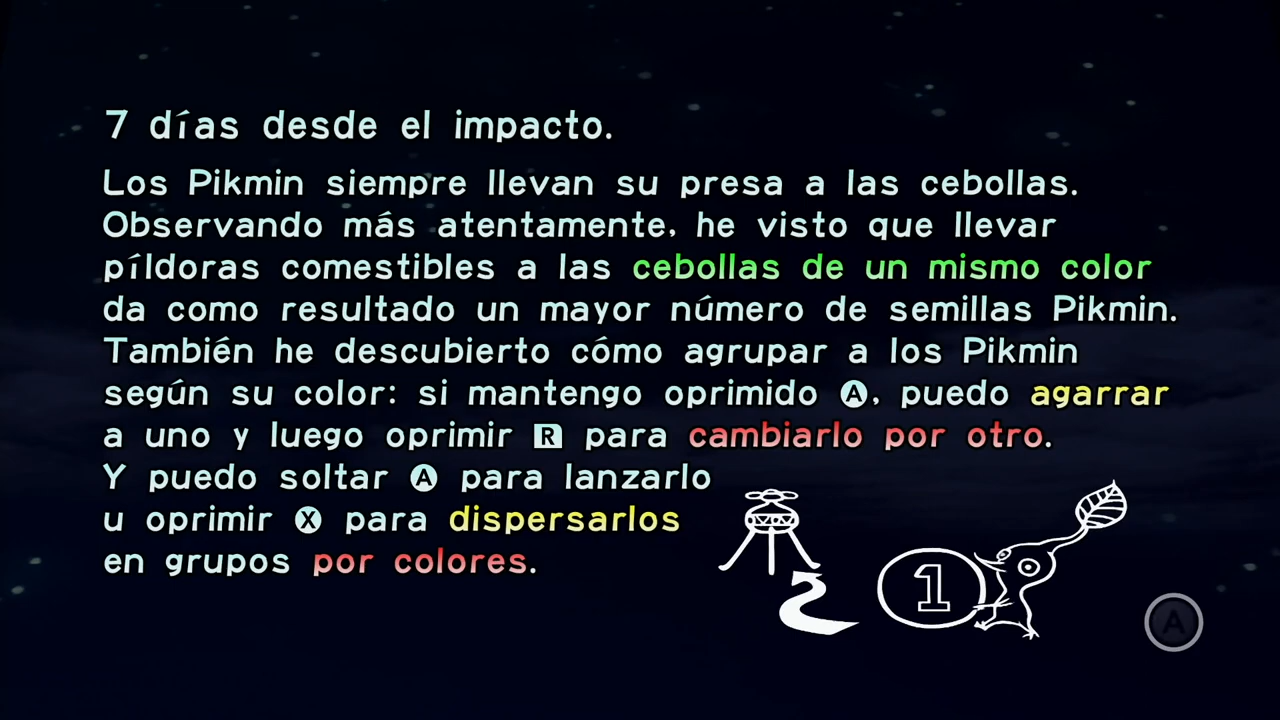 7 días desde el impacto.
Los Pikmin siempre llevan su presa a las cebollas.
Observando más atentamente, he visto que llevar
píldoras comestibles a las cebollas de un mismo color
da como resultado un mayor número de semillas Pikmin.
También he descubierto cómo agrupar a los Pikmin
según su color: si mantengo oprimido A, puedo agarrar
a uno y luego oprimir R para cambiarlo por otro.
Y puedo soltar A para lanzarlo
u oprimir X para dispersarlos
en grupos por colores.
1
A